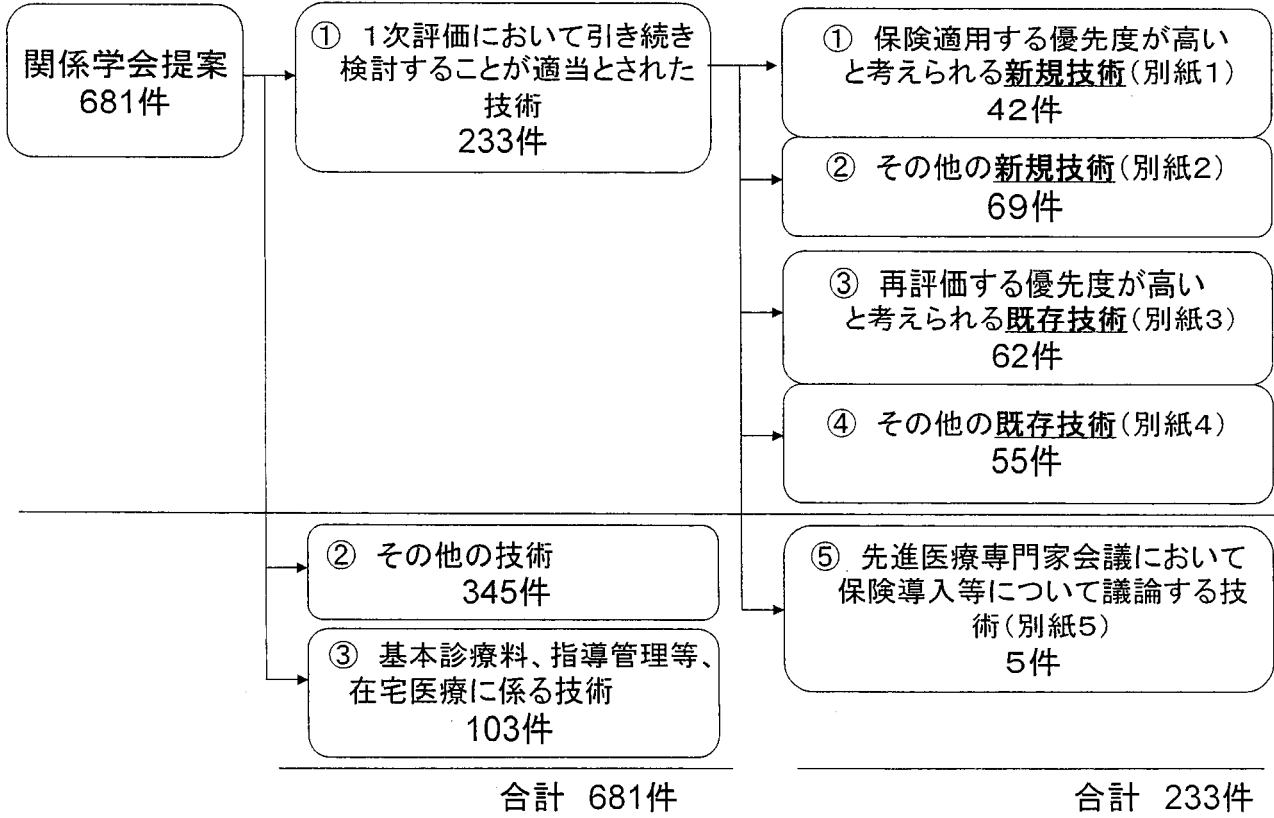 関係学会提案
681件
① 1次評価において引き続き
検討することが適当とされた
技術
233件
① 保険適用する優先度が高い
と考えられる新規技術(別紙1)
42件
② その他の新規技術(別紙2)
69件
③ 再評価する優先度が高い
と考えられる既存技術(別紙3)
62件
④ その他の既存技術(別紙4)
55件
② その他の技術
345件
③ 基本診療料、指導管理等、
在宅医療に係る技術
103件
⑤ 先進医療専門家会議において
保険導入等について議論する技
術(別紙5)
5件
合計 681件
合計 233件